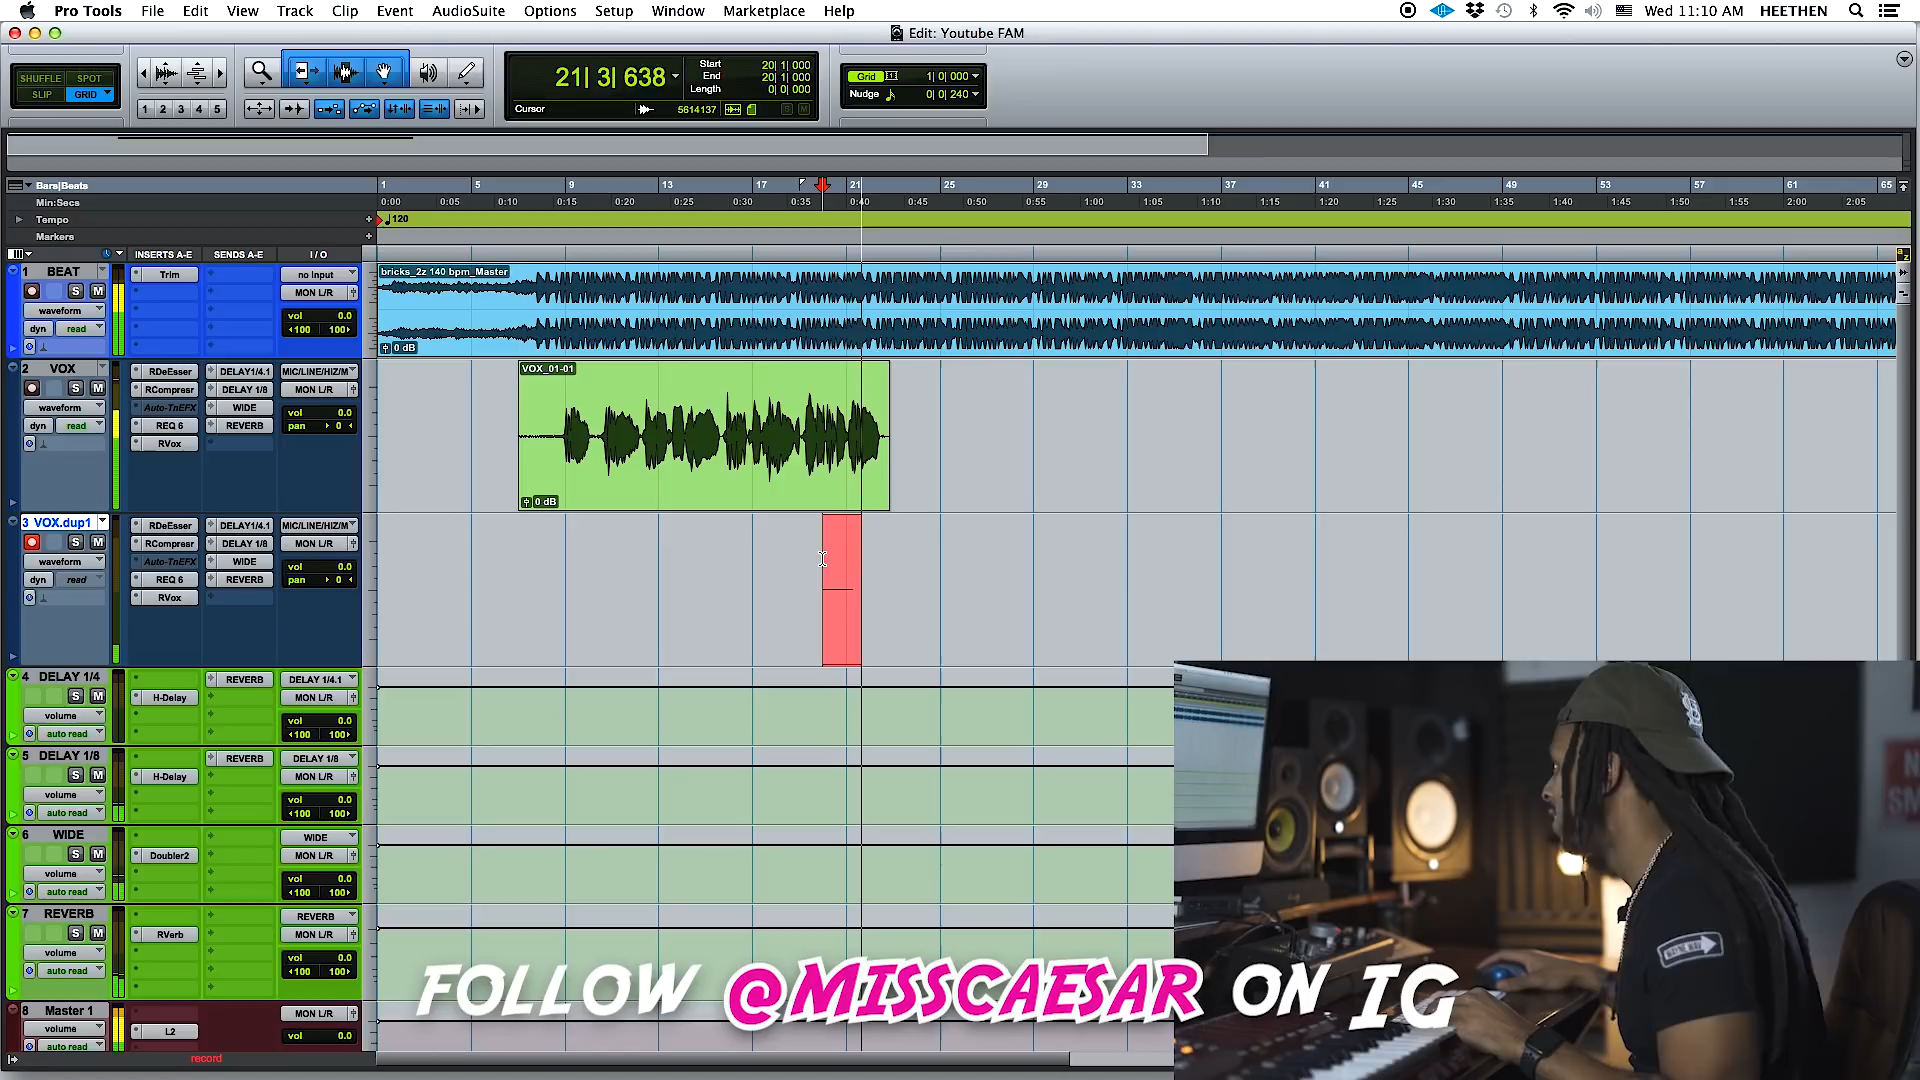 Pro Tools File Edit View Track Clip Event AudioSuite Options Setup Window Marketplace Help
Wed 11:10 AM HEETHEN
Edit: Youtube FAM
SHUFFLE SPOT
SLIP GRID
1 2 3 4 5
21| 3| 638
Start 20| 1| 000
End 20| 1| 000
Length 0| 0| 000
Cursor 5614137
Grid 1| 0| 000
Nudge 0| 0| 240
Bars|Beats 1 5 9 13 17 21 25 29 33 37 41 45 49 53 57 61 65
Min:Secs 0:00 0:05 0:10 0:15 0:20 0:25 0:30 0:35 0:40 0:50 0:55 1:00 1:05 1:10 1:15 1:20 1:25 1:30 1:35 1:40 1:45 1:50 1:55 2:00 2:05
Tempo 120
Markers
INSERTS A-E SENDS A-E I / O
1 BEAT Trim no input
S M MON L/R
waveform vol 0.0
dyn read 100 100
bricks_2z 140 bpm_Master
0 dB
2 VOX RDeEsser DELAY1/4.1 MIC/LINE/HIZ/M
S M RCompresr DELAY 1/8 MON L/R
waveform Auto-TnEFX WIDE vol 0.0
dyn read REQ 6 REVERB pan 0
RVox
VOX_01-01
0 dB
3 VOX.dup1 RDeEsser DELAY1/4.1 MIC/LINE/HIZ/M
S M RCompresr DELAY 1/8 MON L/R
waveform Auto-TnEFX WIDE vol 0.0
dyn read REQ 6 REVERB pan 0
RVox
4 DELAY 1/4 REVERB DELAY 1/4.1
S M H-Delay MON L/R
volume vol 0.0
auto read 100 100
5 DELAY 1/8 REVERB DELAY 1/8
S M H-Delay MON L/R
volume vol 0.0
auto read 100 100
6 WIDE WIDE
S M Doubler2 MON L/R
volume vol 0.0
auto read 100 100
7 REVERB REVERB
S M RVerb MON L/R
volume vol 0.0
auto read 100 100
8 Master 1 MON L/R
volume L2 vol 0.0
auto read
record
FOLLOW @MISSCAESAR ON IG